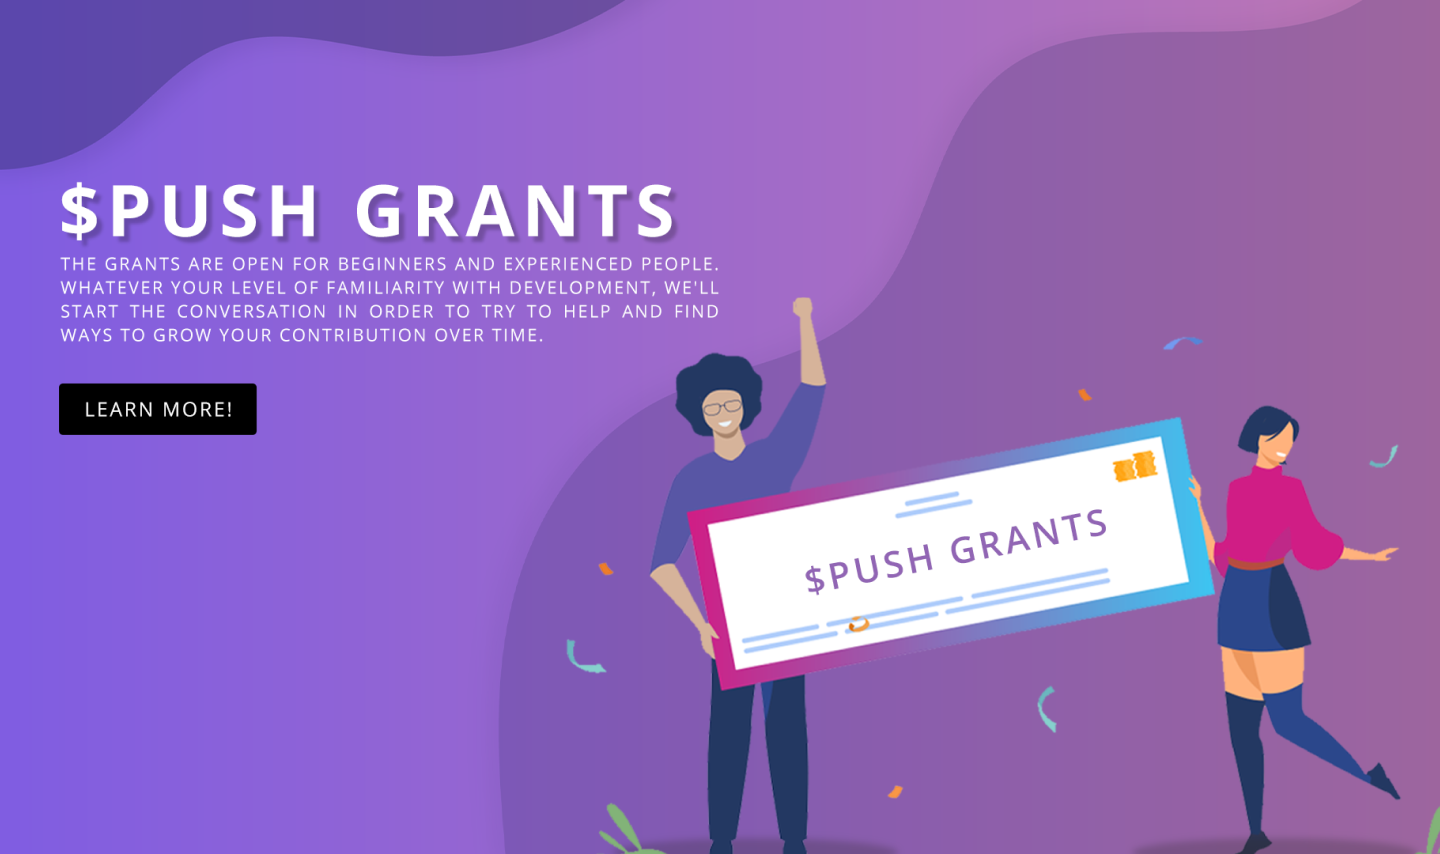 $PUSH GRANTS
THE GRANTS ARE OPEN FOR BEGINNERS AND EXPERIENCED PEOPLE.
WHATEVER YOUR LEVEL OF FAMILIARITY WITH DEVELOPMENT, WE'LL
START THE CONVERSATION IN ORDER TO TRY TO HELP AND FIND
WAYS TO GROW YOUR CONTRIBUTION OVER TIME.
LEARN MORE!
$PUSH GRANTS